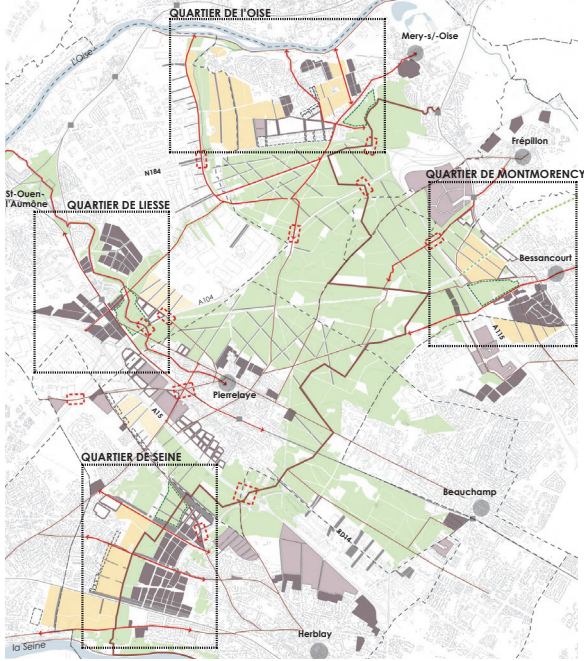 QUARTIER DE l'OISE
Mery-s/-Oise
l'Oise
Frépillon
N184
QUARTIER DE MONTMORENCY
St-Ouen-
l'Aumône
QUARTIER DE LIESSE
Bessancourt
A104
A115
Pierrelaye
A15
QUARTIER DE SEINE
Beauchamp
RD14
Herblay
la Seine